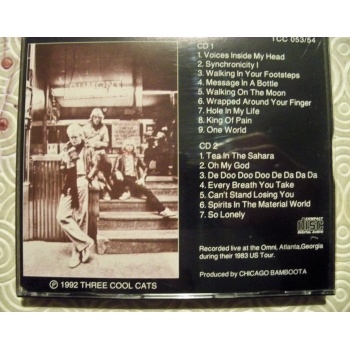 TCC 053/54
CD 1
1. Voices Inside My Head
2. Synchronicity I
3. Walking In Your Footsteps
4. Message In A Bottle
5. Walking On The Moon
6. Wrapped Around Your Finger
7. Hole In My Life
8. King Of Pain
9. One World
CD 2
1. Tea In The Sahara
2. Oh My God
3. De Doo Doo Doo De Da Da Da
4. Every Breath You Take
5. Can't Stand Losing You
6. Spirits In The Material World
7. So Lonely
COMPACT
disc
DIGITAL AUDIO
Recorded live at the Omni, Atlanta,Georgia
during their 1983 US Tour.
Produced by CHICAGO BAMBOOTA
℗ 1992 THREE COOL CATS